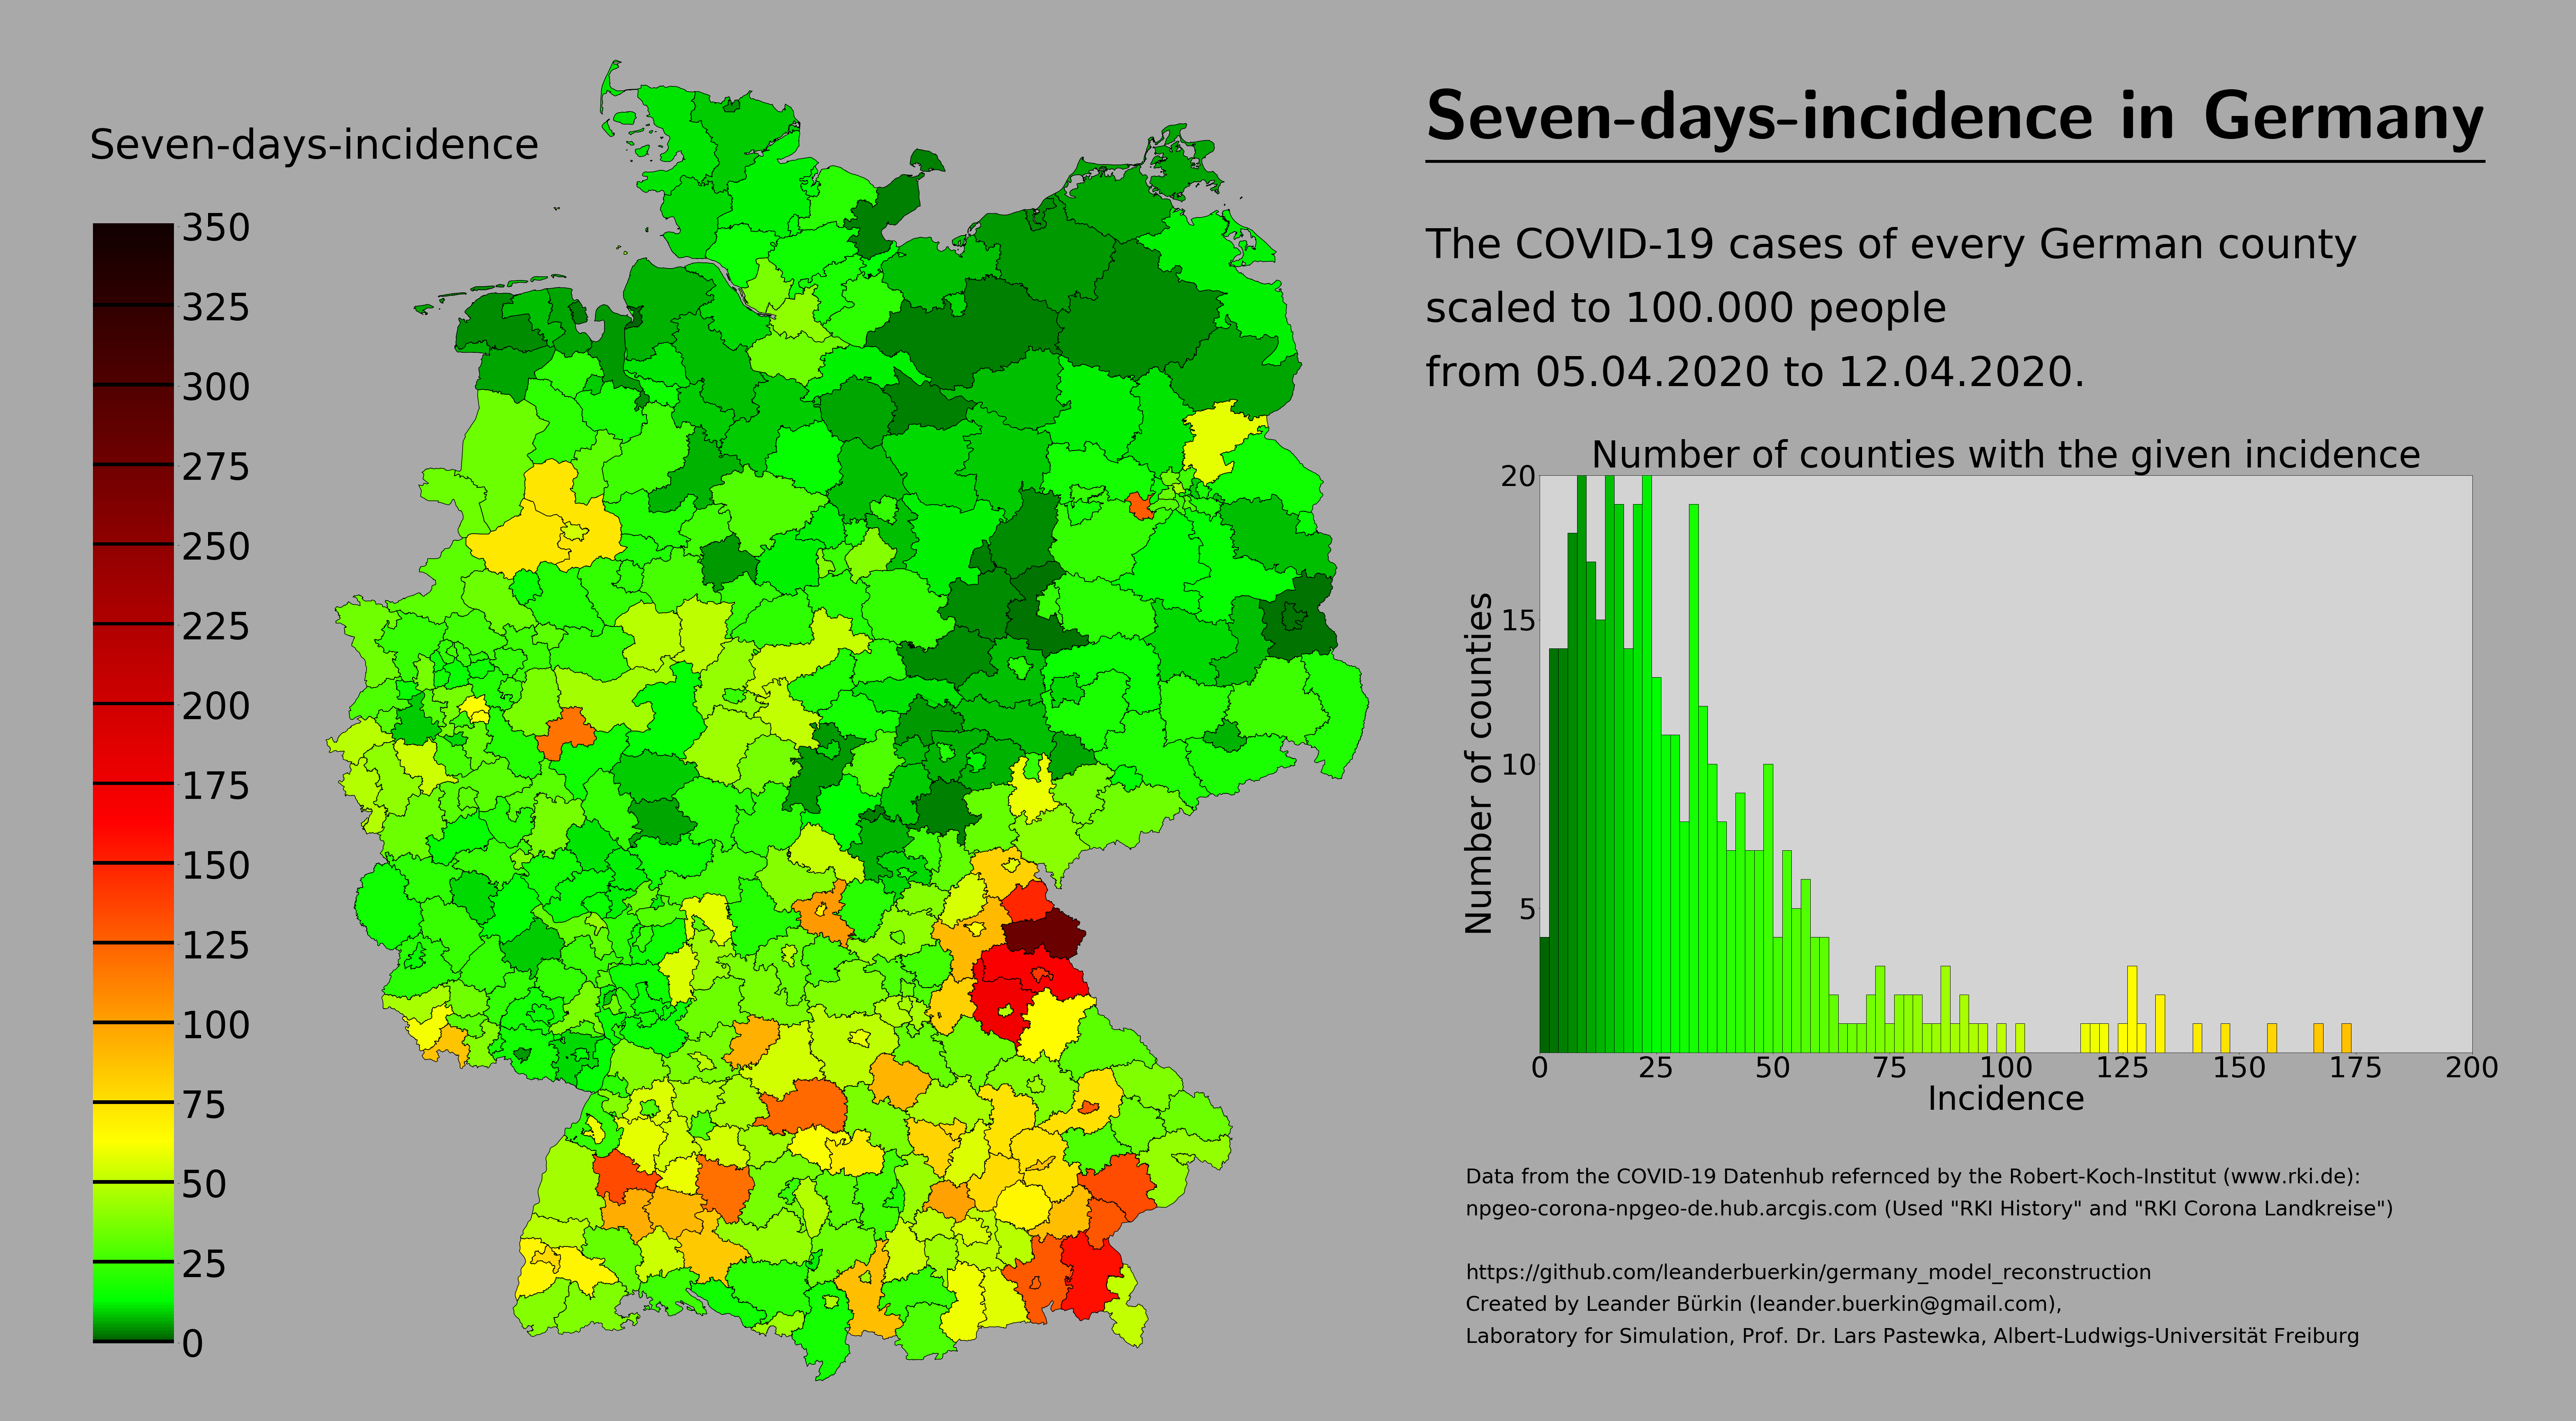 Seven-days-incidence
350
325
300
275
250
225
200
175
150
125
100
75
50
25
0
Seven-days-incidence in Germany
The COVID-19 cases of every German county
scaled to 100.000 people
from 05.04.2020 to 12.04.2020.
Number of counties with the given incidence
Number of counties
20
15
10
5
0 25 50 75 100 125 150 175 200
Incidence
Data from the COVID-19 Datenhub refernced by the Robert-Koch-Institut (www.rki.de):
npgeo-corona-npgeo-de.hub.arcgis.com (Used "RKI History" and "RKI Corona Landkreise")
https://github.com/leanderbuerkin/germany_model_reconstruction
Created by Leander Bürkin (leander.buerkin@gmail.com),
Laboratory for Simulation, Prof. Dr. Lars Pastewka, Albert-Ludwigs-Universität Freiburg